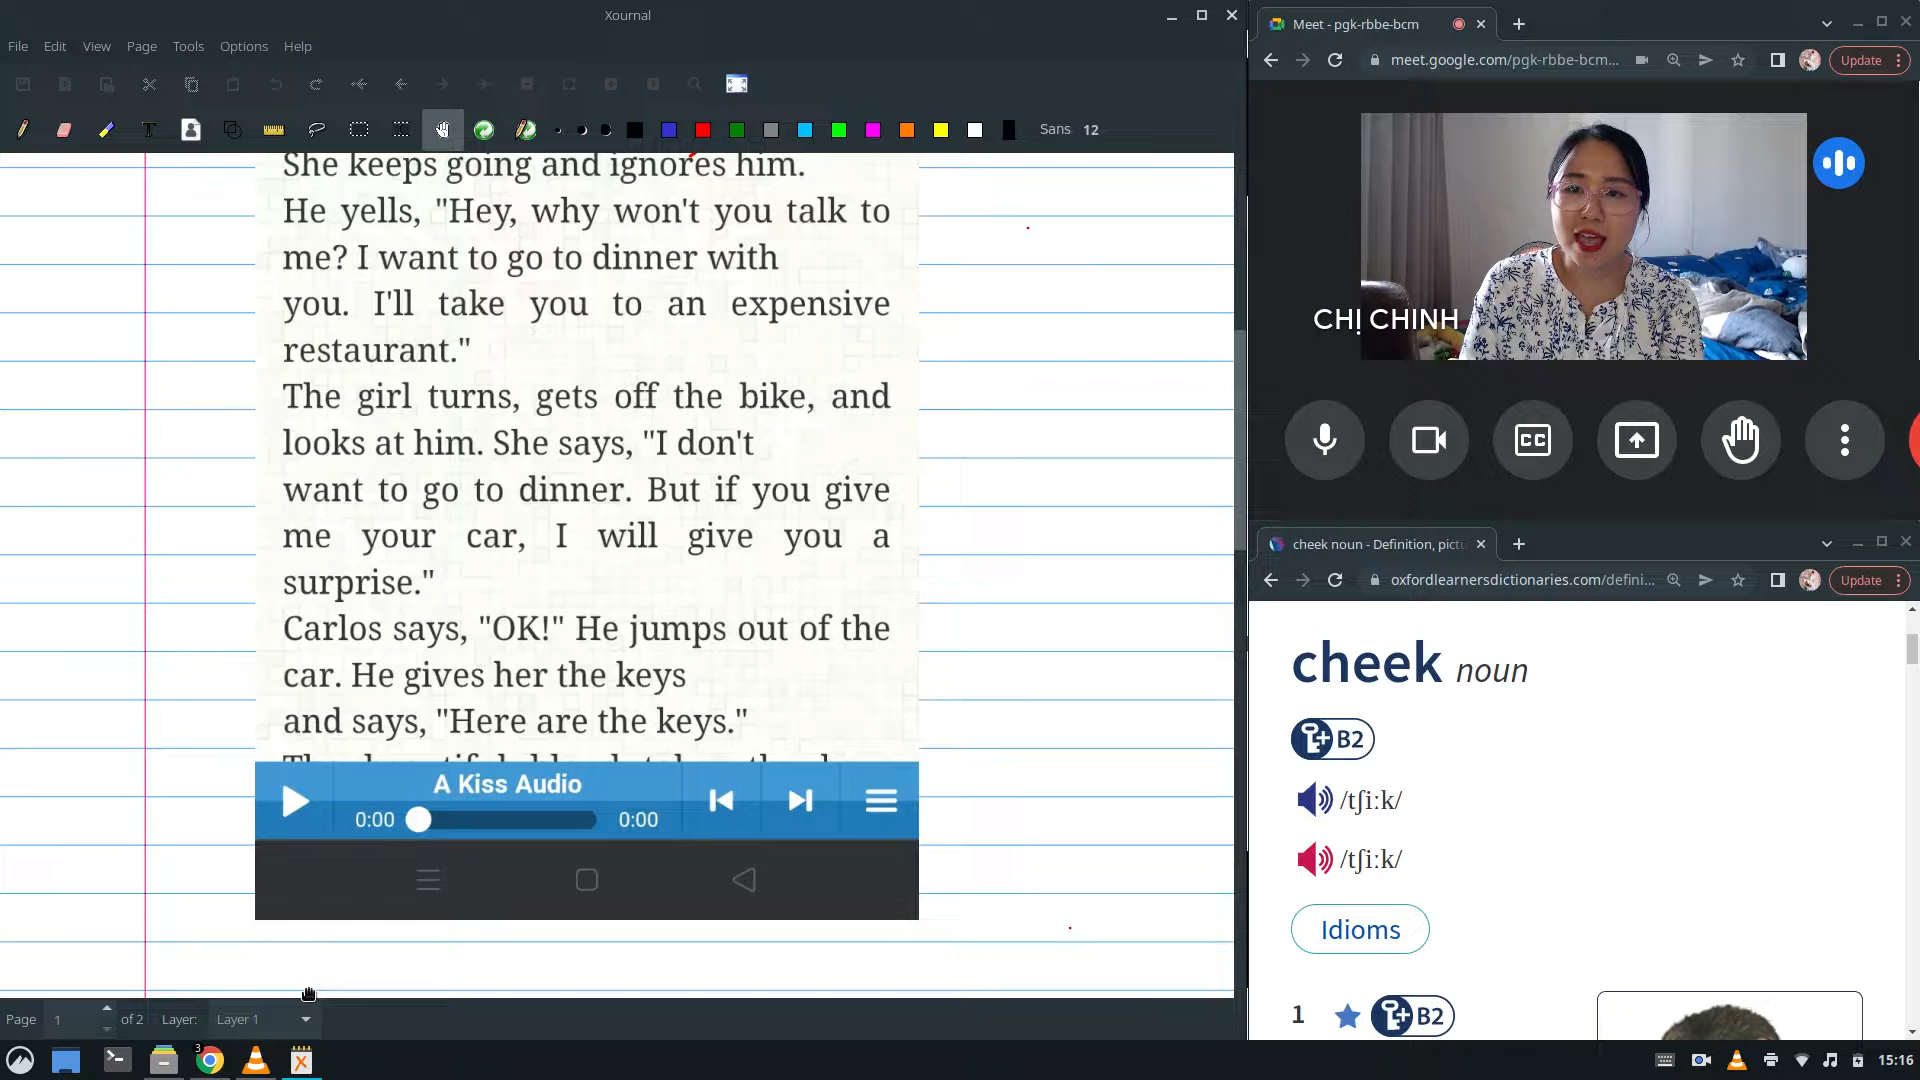 Xournal
File Edit View Page Tools Options Help
Sans 12
She keeps going and ignores him.
He yells, "Hey, why won't you talk to
me? I want to go to dinner with
you. I'll take you to an expensive
restaurant."
The girl turns, gets off the bike, and
looks at him. She says, "I don't
want to go to dinner. But if you give
me your car, I will give you a
surprise."
Carlos says, "OK!" He jumps out of the
car. He gives her the keys
and says, "Here are the keys."
A Kiss Audio
0:00 0:00
Page 1 of 2 Layer: Layer 1
3
Meet - pgk-rbbe-bcm
meet.google.com/pgk-rbbe-bcm...
Update
CHỊ CHINH
CC
cheek noun - Definition, pictu
oxfordlearnersdictionaries.com/defini...
Update
cheek noun
B2
/tʃiːk/
/tʃiːk/
Idioms
1 B2
15:16